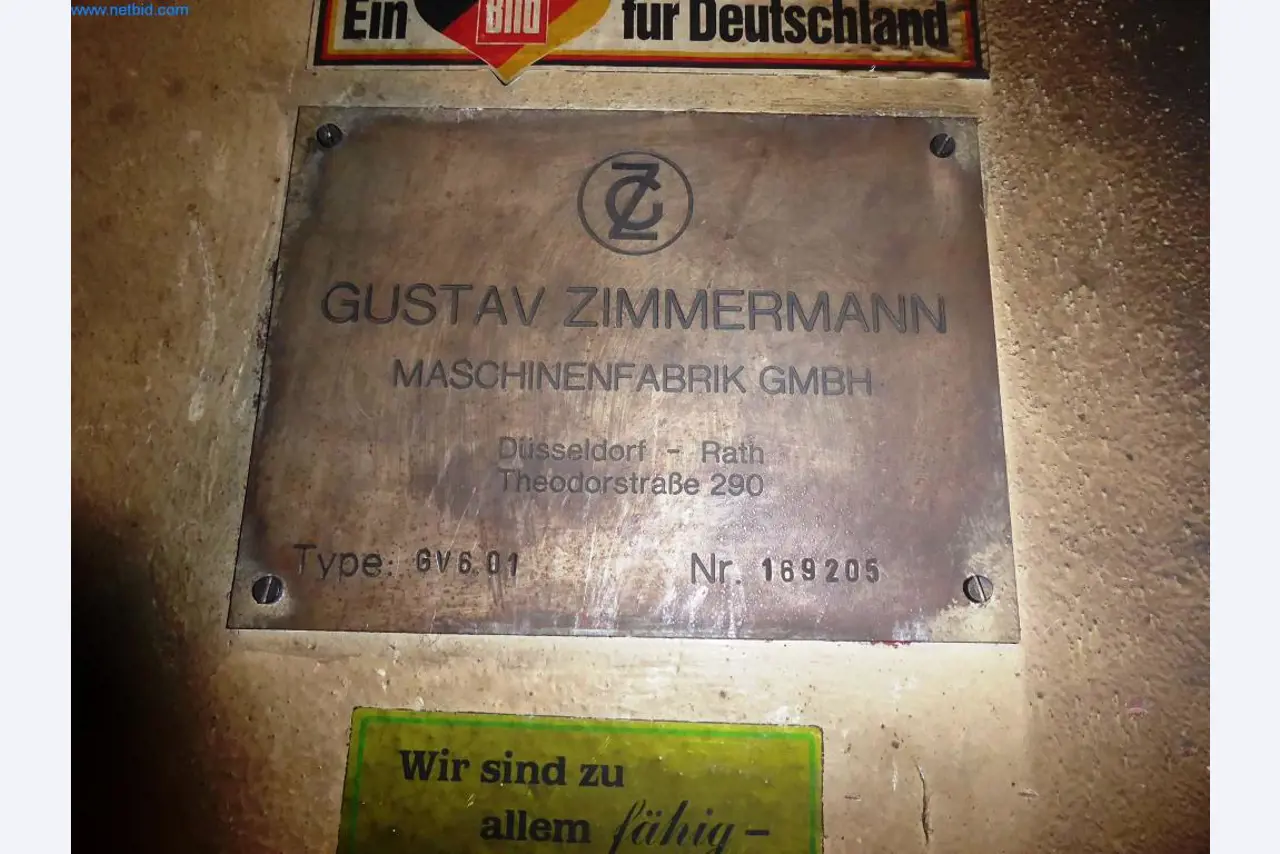 www.netbid.com
Ein Bild für Deutschland
GZ
GUSTAV ZIMMERMANN
MASCHINENFABRIK GMBH
Düsseldorf - Rath
Theodorstraße 290
Type: GV6.01 Nr. 169205
Wir sind zu
allem fähig -